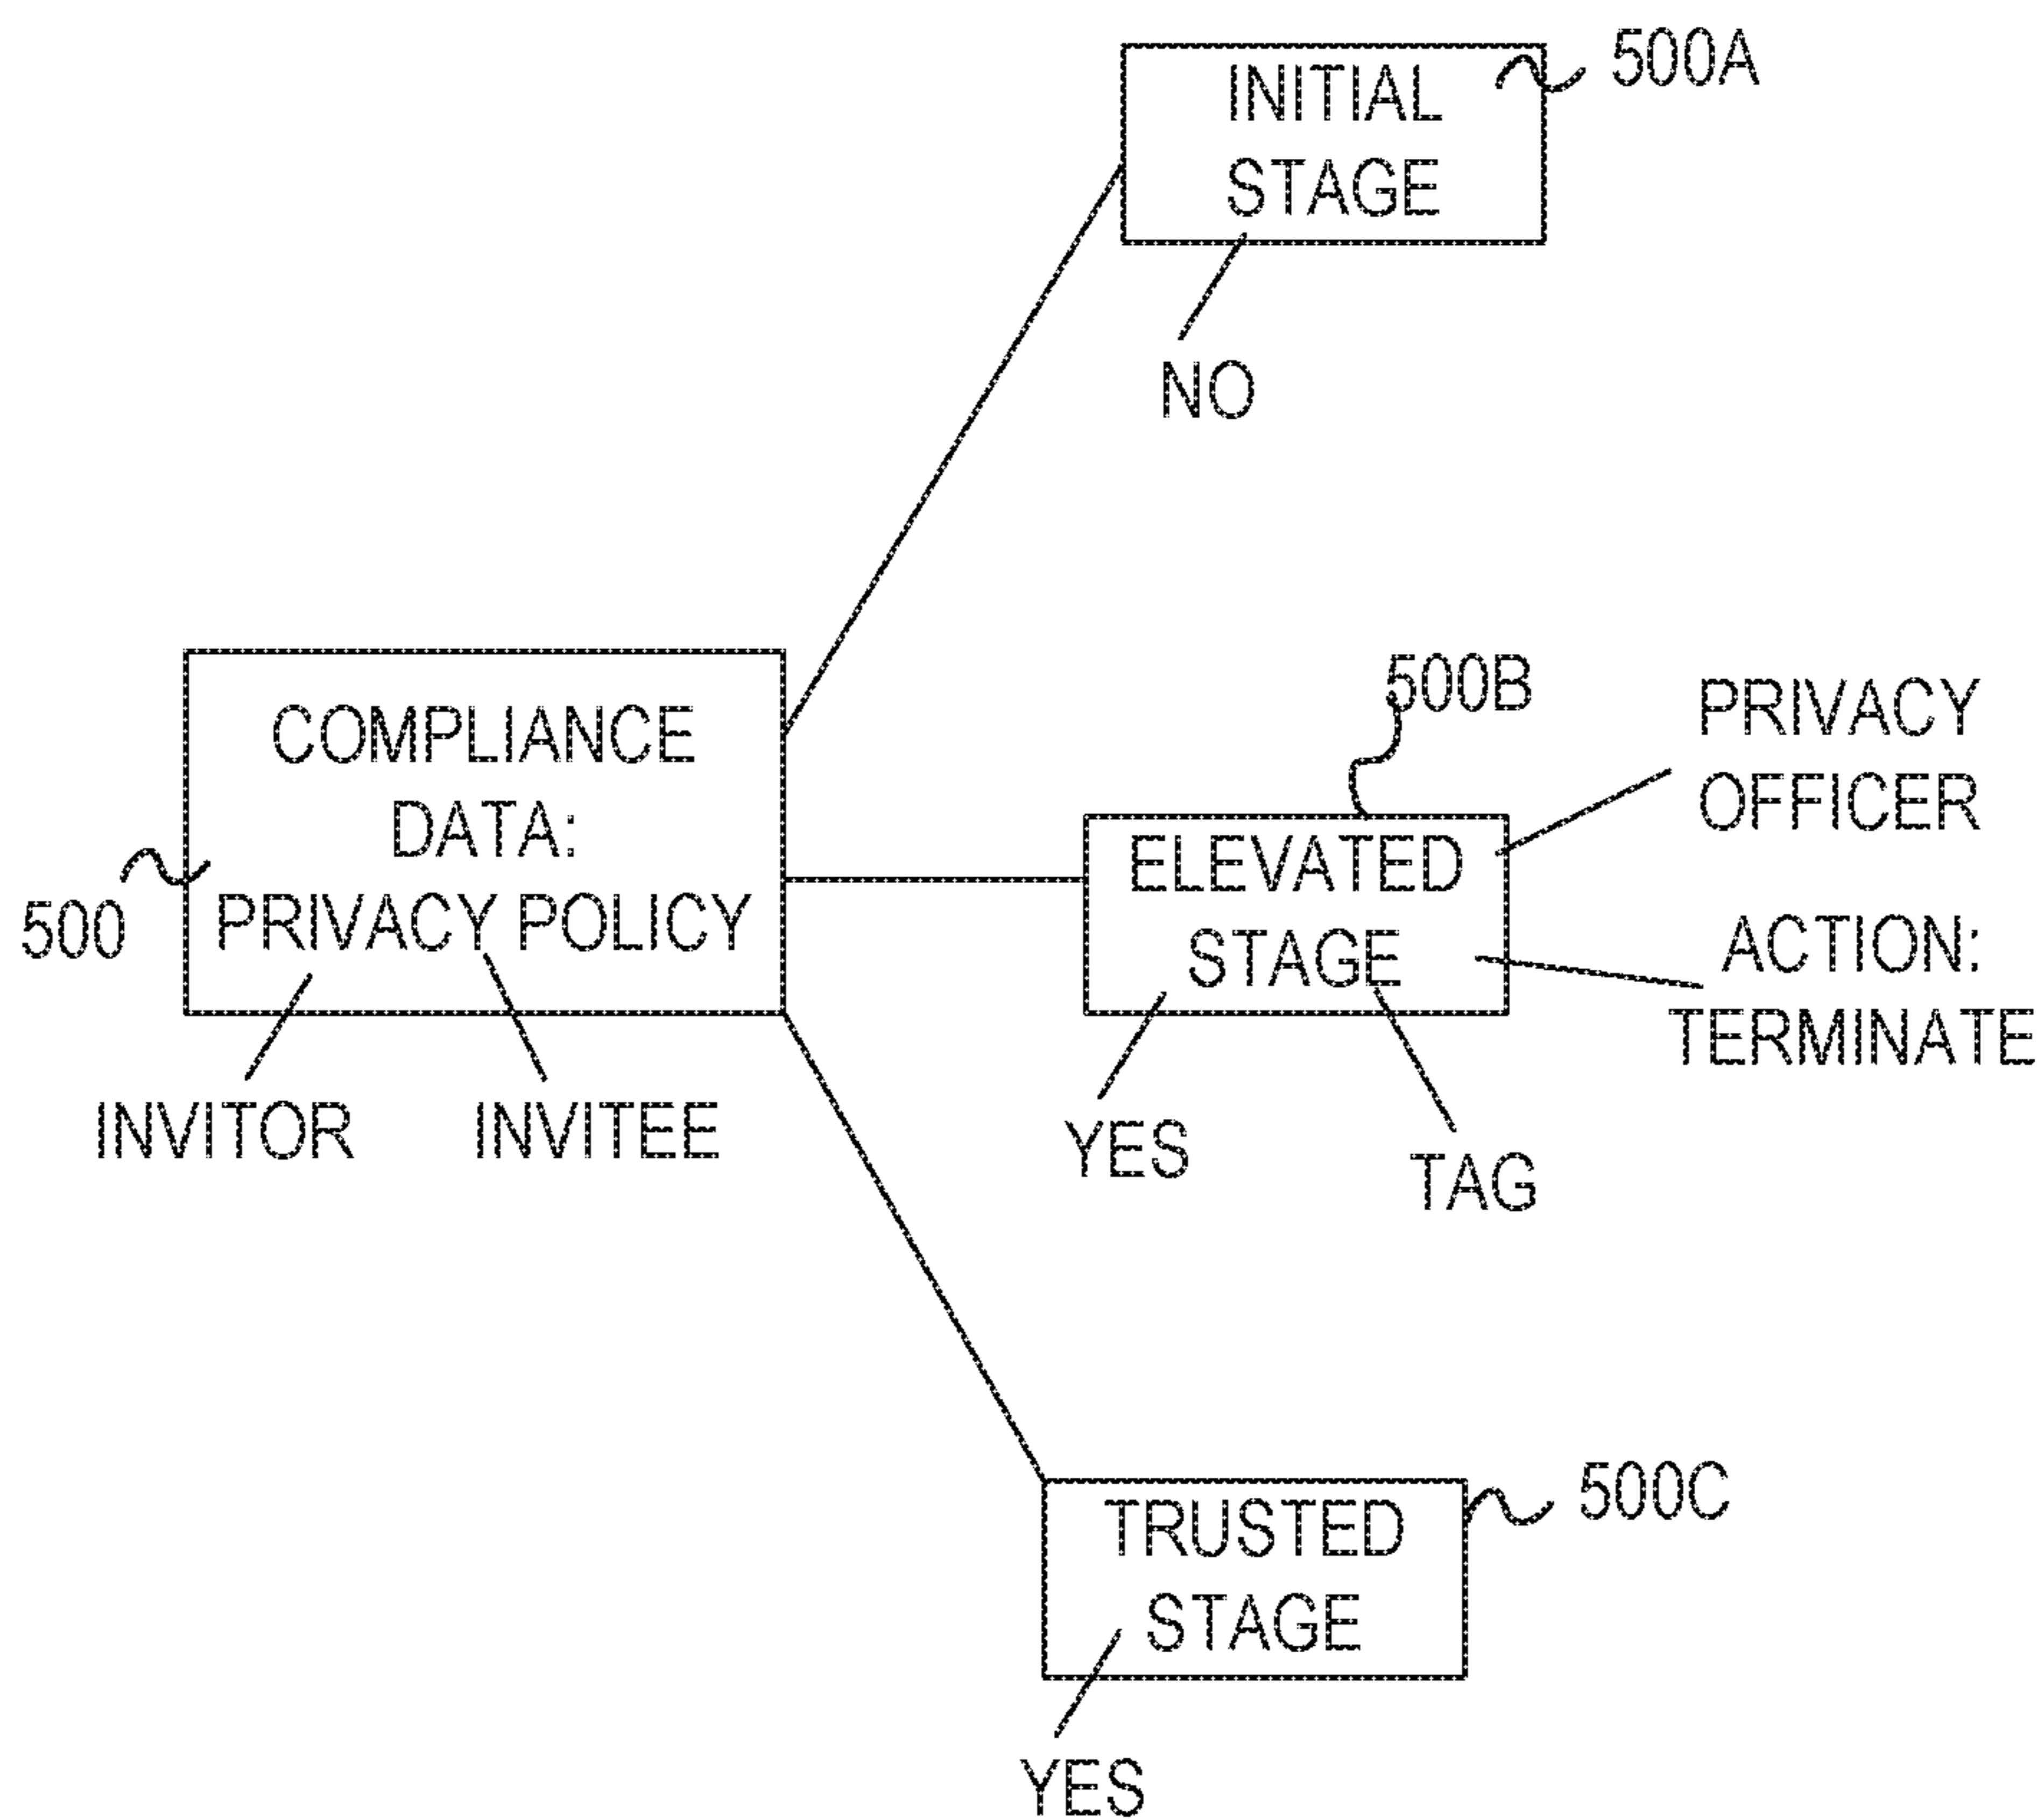 500A
INITIAL
STAGE
NO
COMPLIANCE
DATA:
PRIVACY POLICY
500
INVITOR
INVITEE
500B
ELEVATED
STAGE
PRIVACY
OFFICER
ACTION:
TERMINATE
YES
TAG
500C
TRUSTED
STAGE
YES